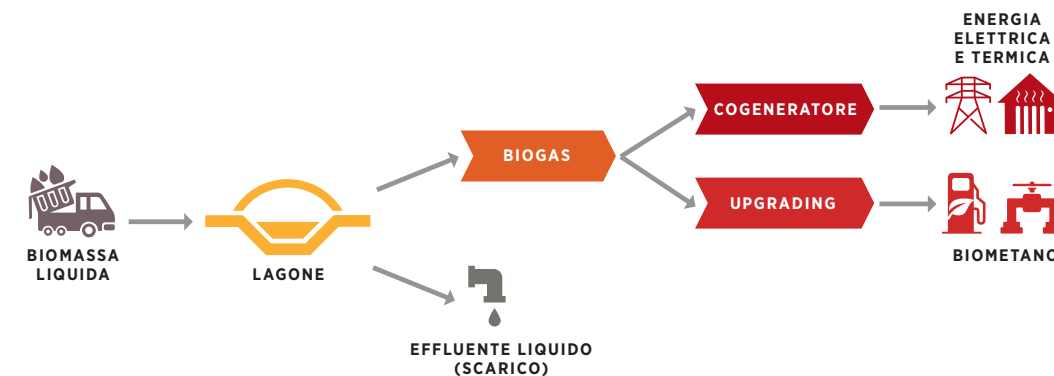 BIOMASSA
LIQUIDA
LAGONE
BIOGAS
EFFLUENTE LIQUIDO
(SCARICO)
COGENERATORE
UPGRADING
ENERGIA
ELETTRICA
E TERMICA
BIOMETANO